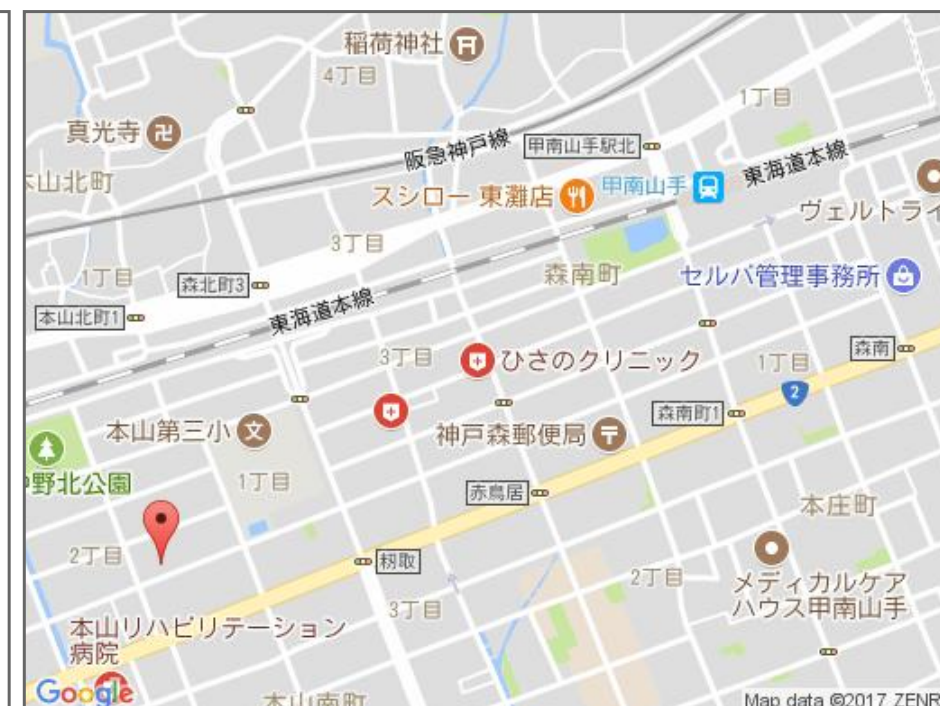 稲荷神社
4丁目
1丁目
真光寺
阪急神戸線
甲南山手駅北
東海道本線
本山北町
スシロー 東灘店
甲南山手
ヴェルトライ
3丁目
1丁目
森北町3
森南町
セルバ管理事務所
本山北町1
東海道本線
3丁目
ひさのクリニック
1丁目
森南
2
本山第三小
文
神戸森郵便局
森南町1
野北公園
1丁目
赤鳥居
本庄町
2丁目
籾取
2丁目
メディカルケア
ハウス甲南山手
3丁目
本山リハビリテーション
病院
Google
本山南町
Map data ©2017 ZENR